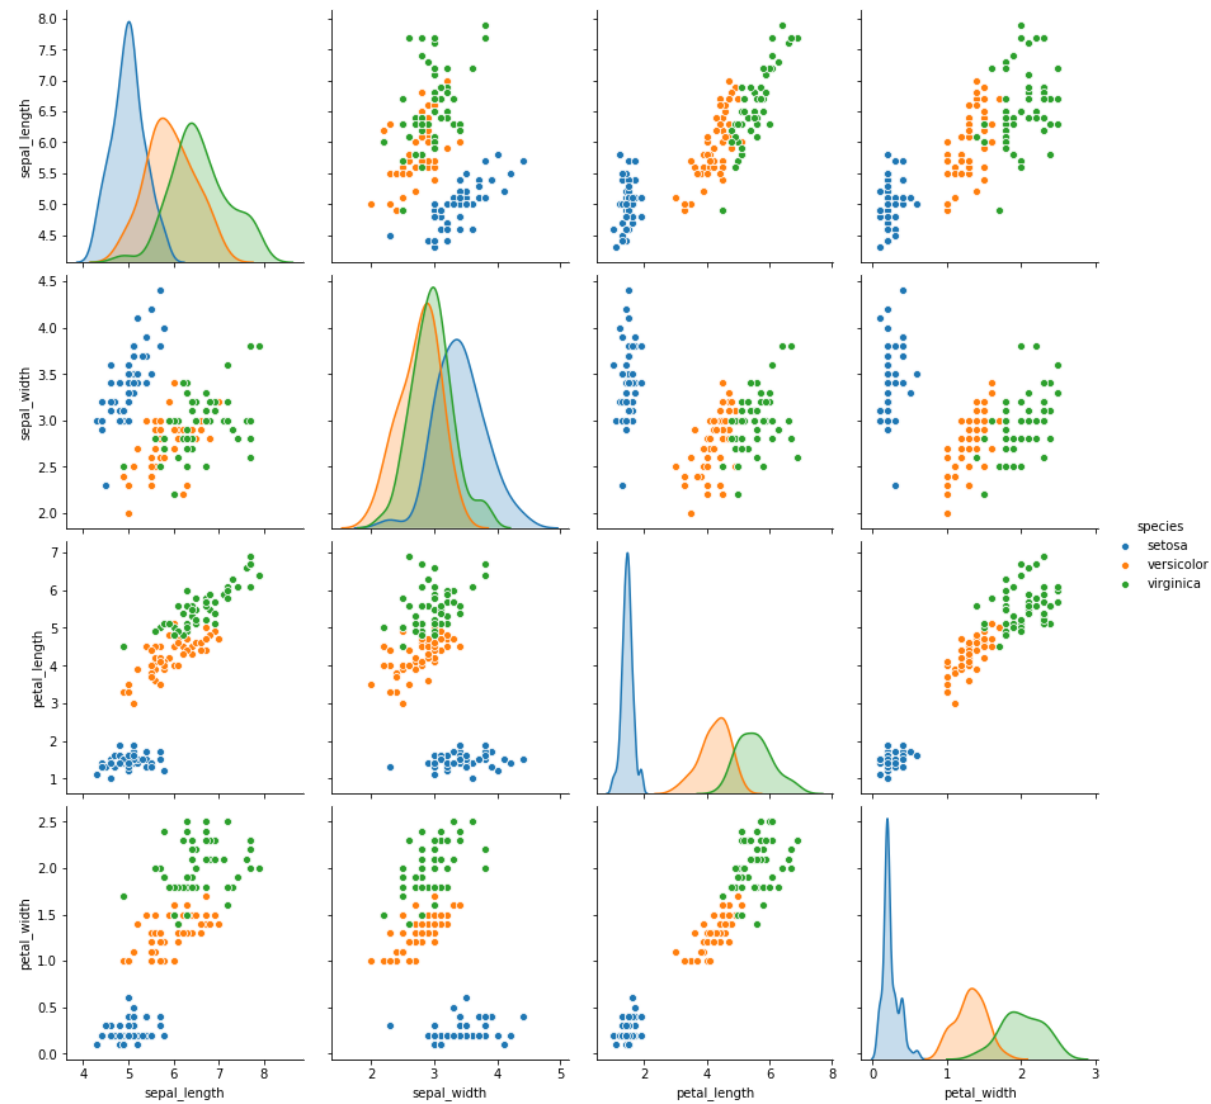 sepal_length
8.0
7.5
7.0
6.5
6.0
5.5
5.0
4.5
sepal_width
4.5
4.0
3.5
3.0
2.5
2.0
species
setosa
versicolor
virginica
petal_length
7
6
5
4
3
2
1
petal_width
2.5
2.0
1.5
1.0
0.5
0.0
4 5 6 7 8
2 3 4 5
2 4 6 8
0 1 2 3
sepal_length sepal_width petal_length petal_width